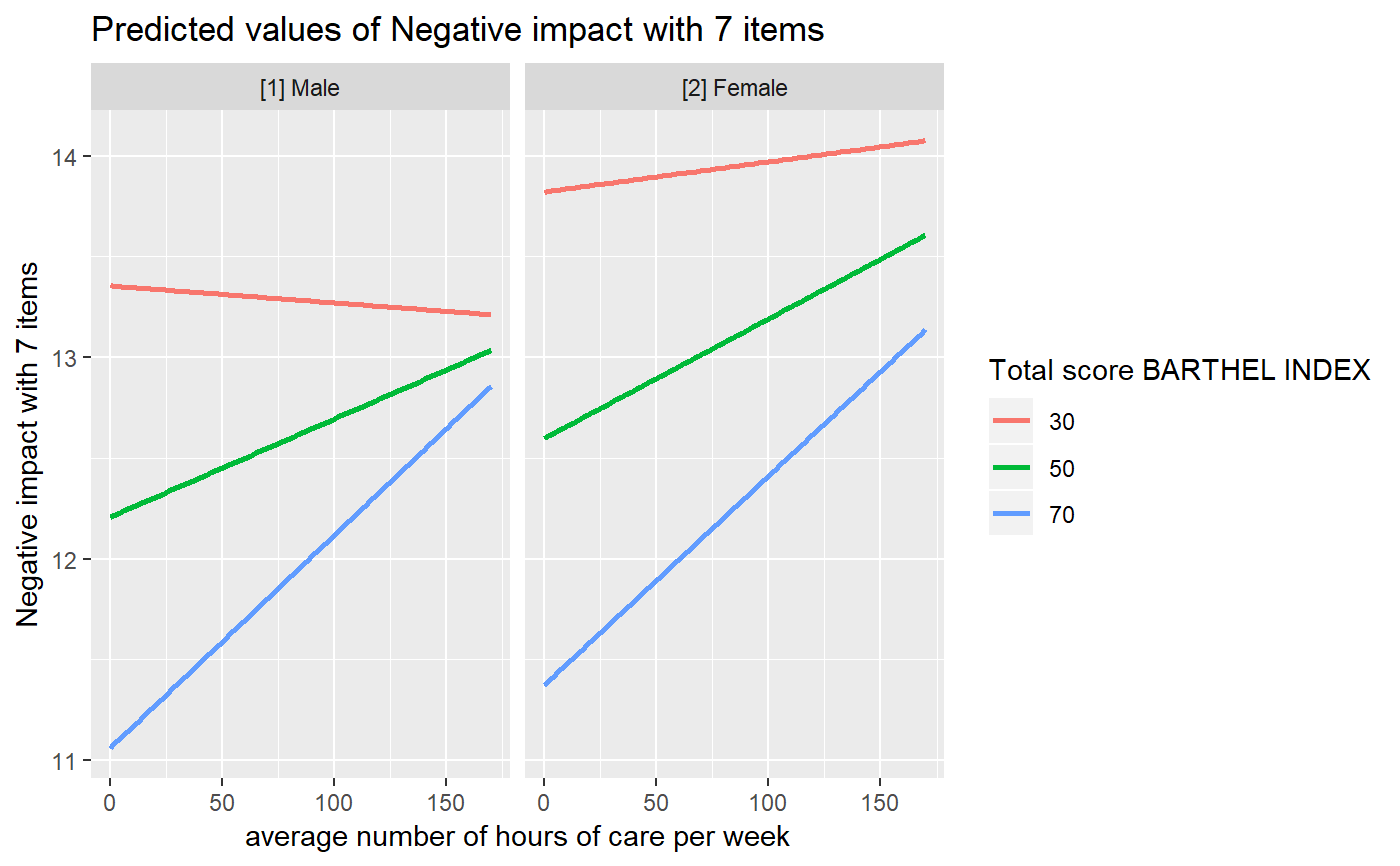 Predicted values of Negative impact with 7 items
[1] Male
[2] Female
Negative impact with 7 items
14
13
12
11
0 50 100 150
0 50 100 150
average number of hours of care per week
Total score BARTHEL INDEX
30
50
70